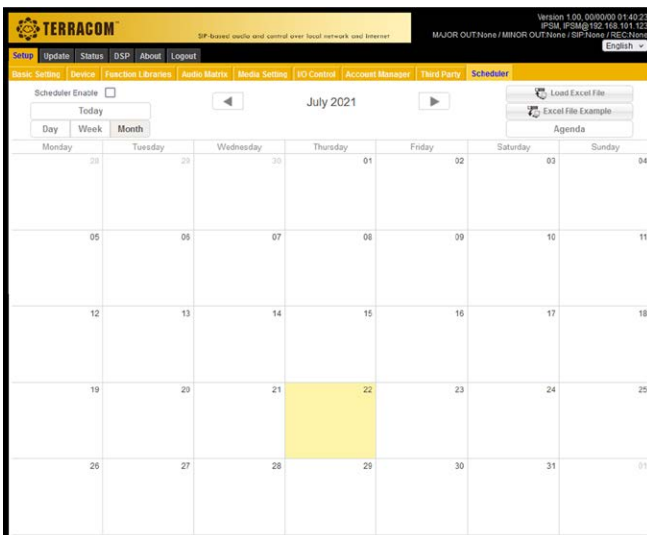 TERRACOM™
SIP-based audio and control over local network and Internet
Version 1.00, 00/00/00 01:40:23
IPSM, IPSM@192.168.101.123
MAJOR OUT:None / MINOR OUT:None / SIP:None / REC:None
English
Setup Update Status DSP About Logout
Basic Setting Device Function Libraries Audio Matrix Media Setting I/O Control Account Manager Third Party Scheduler
Scheduler Enable
Today
Day Week Month
July 2021
Load Excel File
Excel File Example
Agenda
Monday Tuesday Wednesday Thursday Friday Saturday Sunday
28 29 30 01 02 03 04
05 06 07 08 09 10 11
12 13 14 15 16 17 18
19 20 21 22 23 24 25
26 27 28 29 30 31 01